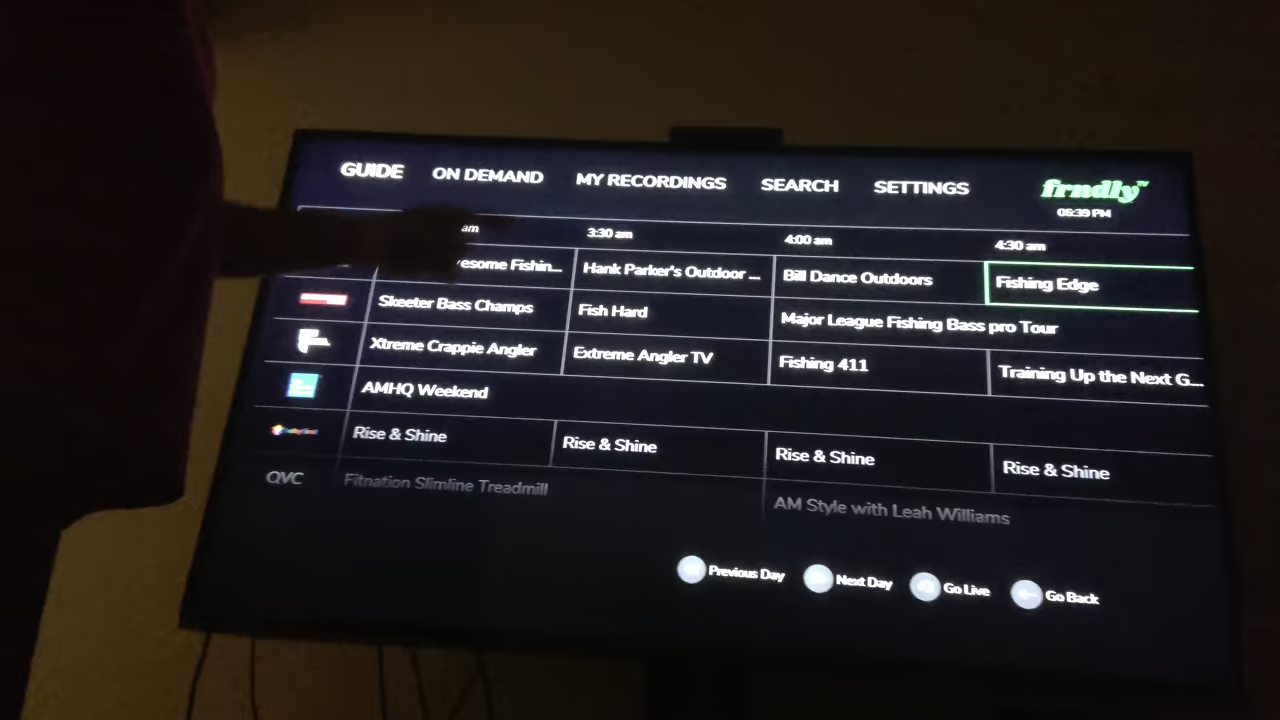 GUIDE ON DEMAND MY RECORDINGS SEARCH SETTINGS frndly TV
06:39 PM
am 3:30 am 4:00 am 4:30 am
Fishin... Hank Parker's Outdoor ... Bill Dance Outdoors Fishing Edge
Skeeter Bass Champs Fish Hard Major League Fishing Bass pro Tour
Xtreme Crappie Angler Extreme Angler TV Fishing 411 Training Up the Next G...
AMHQ Weekend
Rise & Shine Rise & Shine Rise & Shine Rise & Shine
QVC Fitnation Slimline Treadmill AM Style with Leah Williams
Previous Day Next Day Go Live Go Back